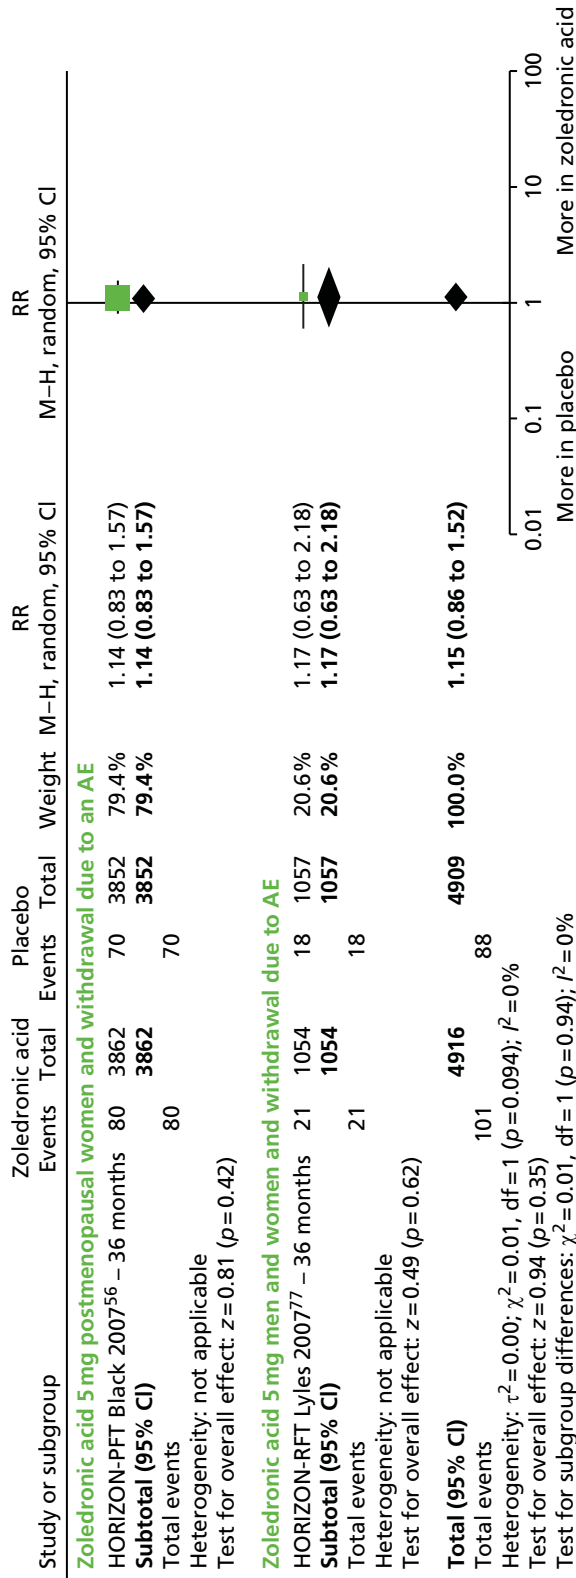 Zoledronic acid Placebo RR RR
Study or subgroup Events Total Events Total Weight M–H, random, 95% CI M–H, random, 95% CI
Zoledronic acid 5 mg postmenopausal women and withdrawal due to an AE
HORIZON-PFT Black 2007⁵⁶ – 36 months 80 3862 70 3852 79.4% 1.14 (0.83 to 1.57)
Subtotal (95% CI) 3862 3852 79.4% 1.14 (0.83 to 1.57)
Total events 80 70
Heterogeneity: not applicable
Test for overall effect: z = 0.81 (p = 0.42)
Zoledronic acid 5 mg men and women and withdrawal due to AE
HORIZON-RFT Lyles 2007⁷⁷ – 36 months 21 1054 18 1057 20.6% 1.17 (0.63 to 2.18)
Subtotal (95% CI) 1054 1057 20.6% 1.17 (0.63 to 2.18)
Total events 21 18
Heterogeneity: not applicable
Test for overall effect: z = 0.49 (p = 0.62)
Total (95% CI) 4916 4909 100.0% 1.15 (0.86 to 1.52)
Total events 101 88
Heterogeneity: τ² = 0.00; χ² = 0.01, df = 1 (p = 0.094); I² = 0%
Test for overall effect: z = 0.94 (p = 0.35)
Test for subgroup differences: χ² = 0.01, df = 1 (p = 0.94); I² = 0%
0.01 0.1 1 10 100
More in placebo More in zoledronic acid